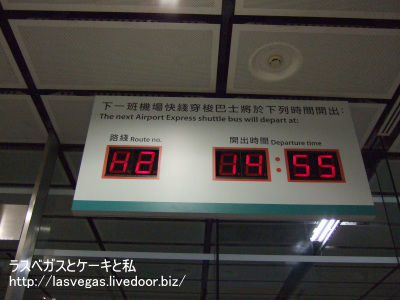 下一班機場快綫穿梭巴士將於下列時間開出：
The next Airport Express shuttle bus will depart at:
路綫 Route no. 開出時間 Departure time
H2 14:55
ラスベガスとケーキと私
http://lasvegas.livedoor.biz/